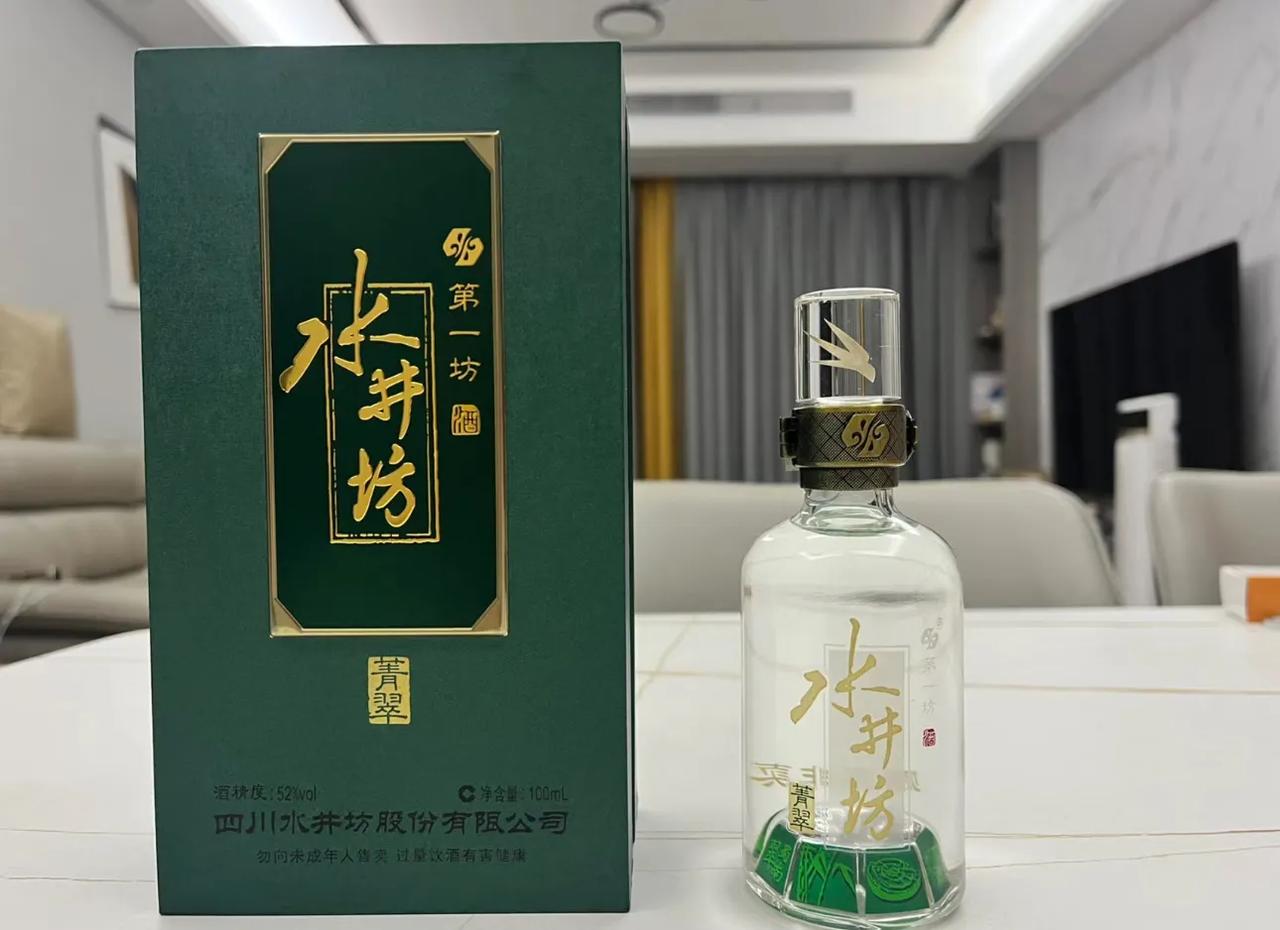 水井坊
第一坊
酒
菁翠
酒精度:52%vol
净含量:100mL
四川水井坊股份有限公司
勿向未成年人售卖 过量饮酒有害健康
水井坊
第一坊
酒
菁翠